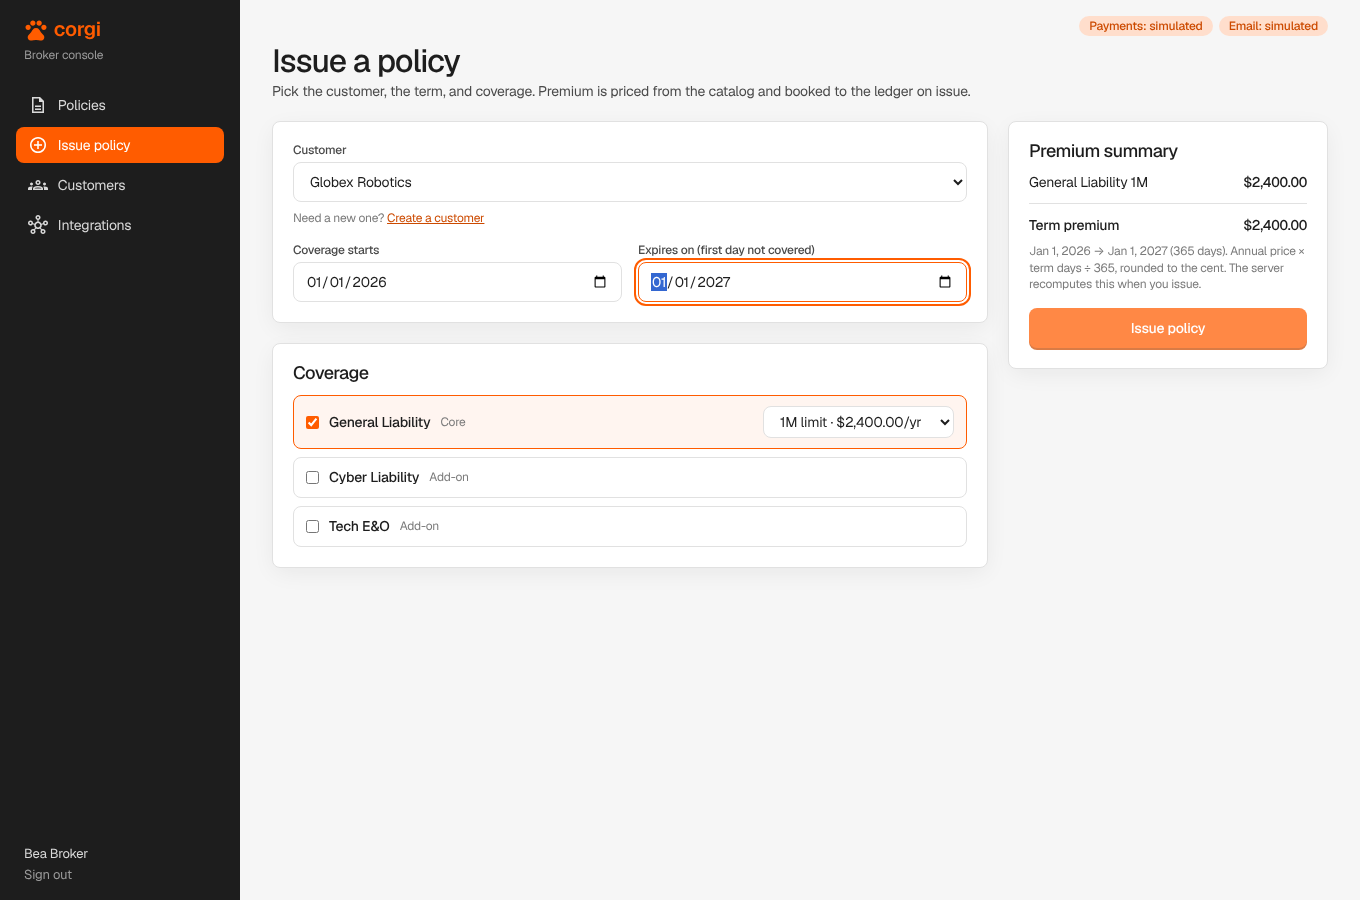 corgi
Broker console
Policies
Issue policy
Customers
Integrations
Bea Broker
Sign out
Payments: simulated
Email: simulated
Issue a policy
Pick the customer, the term, and coverage. Premium is priced from the catalog and booked to the ledger on issue.
Customer
Globex Robotics
Need a new one? Create a customer
Coverage starts
01/01/2026
Expires on (first day not covered)
01/01/2027
Coverage
General Liability Core
1M limit · $2,400.00/yr
Cyber Liability Add-on
Tech E&O Add-on
Premium summary
General Liability 1M $2,400.00
Term premium $2,400.00
Jan 1, 2026 → Jan 1, 2027 (365 days). Annual price ×
term days ÷ 365, rounded to the cent. The server
recomputes this when you issue.
Issue policy